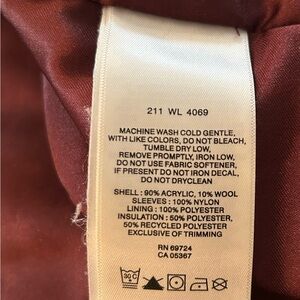 211 WL 4069
MACHINE WASH COLD GENTLE,
WITH LIKE COLORS, DO NOT BLEACH,
TUMBLE DRY LOW,
REMOVE PROMPTLY, IRON LOW,
DO NOT USE FABRIC SOFTENER,
IF PRESENT DO NOT IRON DECAL,
DO NOT DRYCLEAN
SHELL : 90% ACRYLIC, 10% WOOL
SLEEVES : 100% NYLON
LINING : 100% POLYESTER
INSULATION : 50% POLYESTER,
50% RECYCLED POLYESTER
EXCLUSIVE OF TRIMMING
RN 69724
CA 05367
30 C